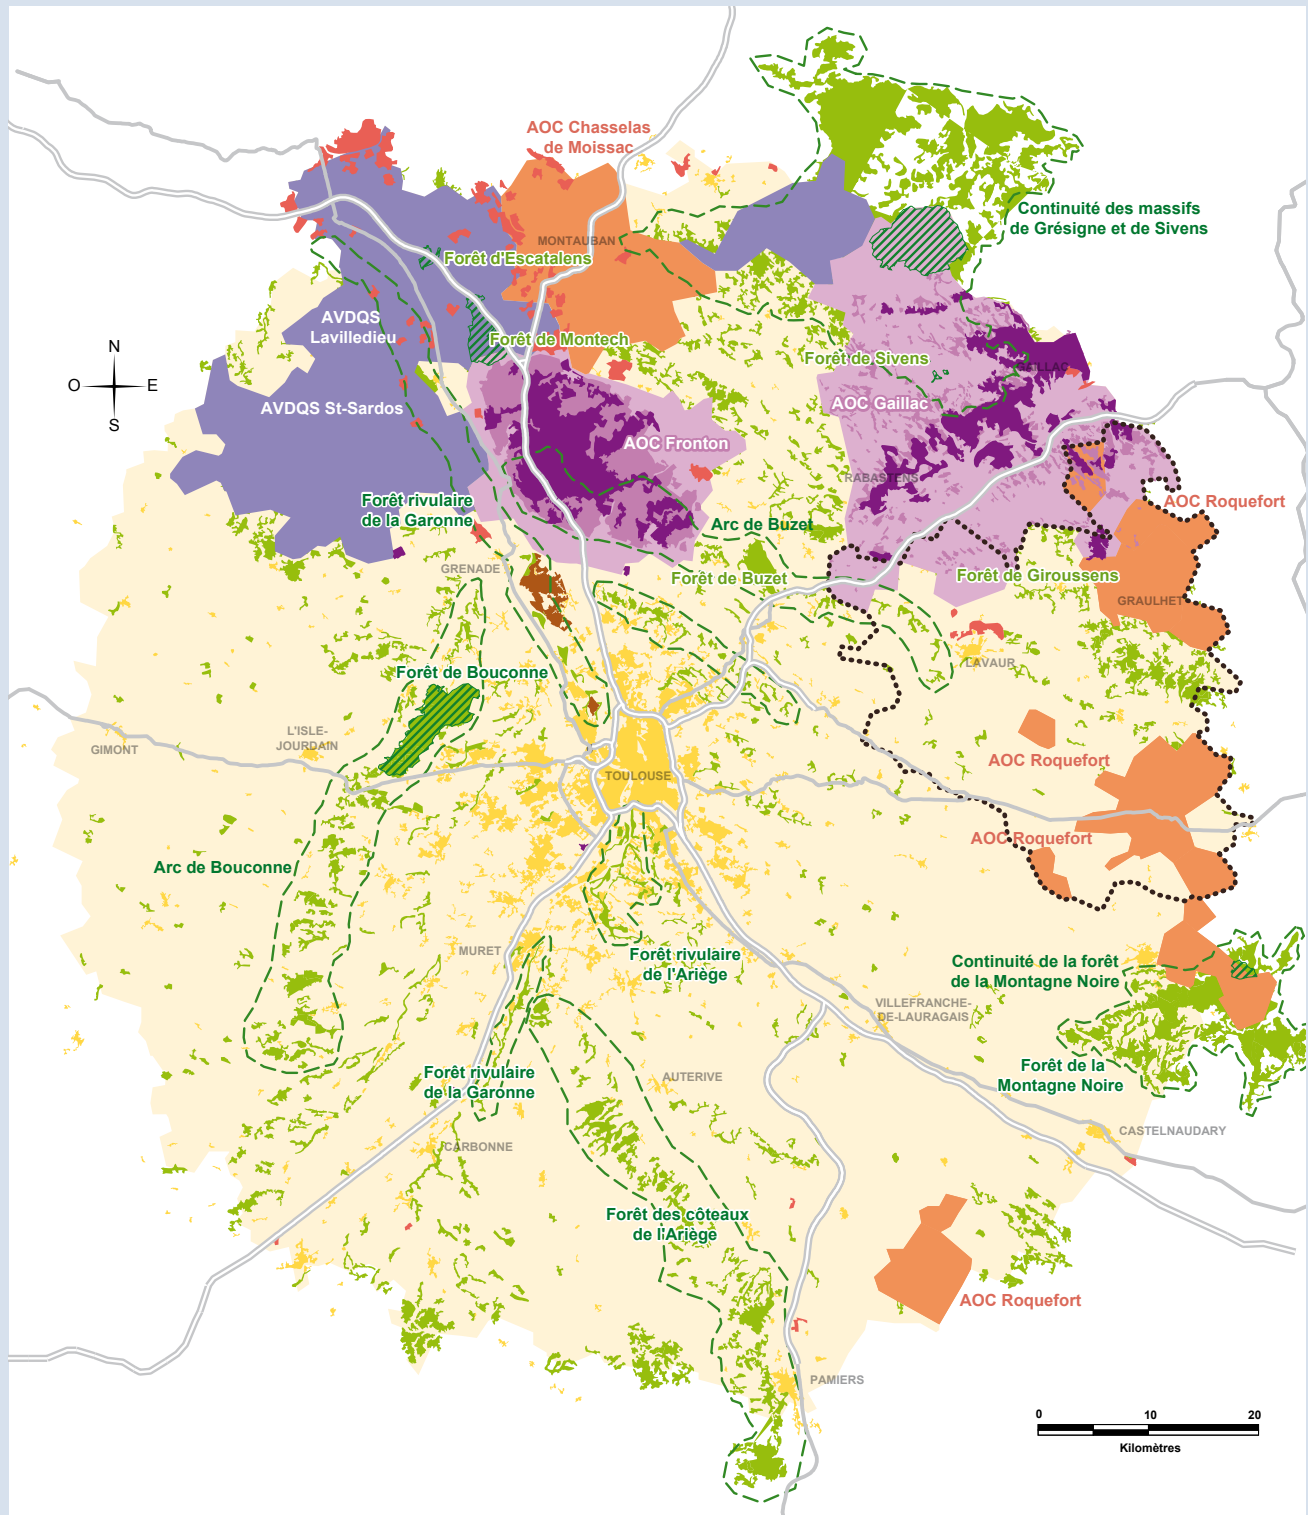 AOC Chasselas
de Moissac
MONTAUBAN
Forêt d'Escatalens
Continuité des massifs
de Grésigne et de Sivens
AVDQS
Lavilledieu
Forêt de Montech
Forêt de Sivens
GAILLAC
N
O
E
S
AVDQS St-Sardos
AOC Gaillac
AOC Fronton
RABASTENS
Forêt rivulaire
de la Garonne
AOC Roquefort
Arc de Buzet
GRENADE
Forêt de Buzet
Forêt de Giroussens
GRAULHET
LAVAUR
Forêt de Bouconne
L'ISLE-
JOURDAIN
GIMONT
AOC Roquefort
TOULOUSE
AOC Roquefort
Arc de Bouconne
MURET
Forêt rivulaire
de l'Ariège
Continuité de la forêt
de la Montagne Noire
VILLEFRANCHE-
DE-LAURAGAIS
Forêt rivulaire
de la Garonne
AUTERIVE
Forêt de la
Montagne Noire
CARBONNE
CASTELNAUDARY
Forêt des côteaux
de l'Ariège
AOC Roquefort
PAMIERS
0
10
20
Kilomètres